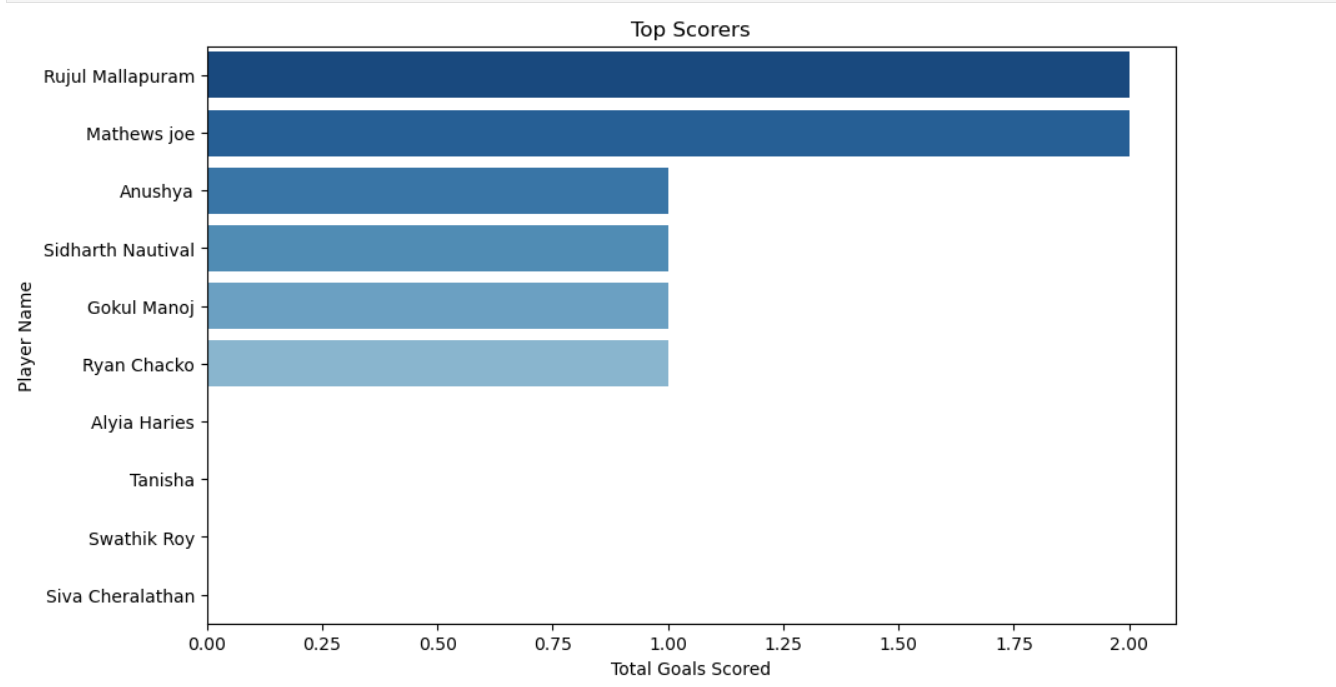 Top Scorers
Rujul Mallapuram
Mathews joe
Anushya
Sidharth Nautival
Gokul Manoj
Ryan Chacko
Alyia Haries
Tanisha
Swathik Roy
Siva Cheralathan
Player Name
0.00 0.25 0.50 0.75 1.00 1.25 1.50 1.75 2.00
Total Goals Scored